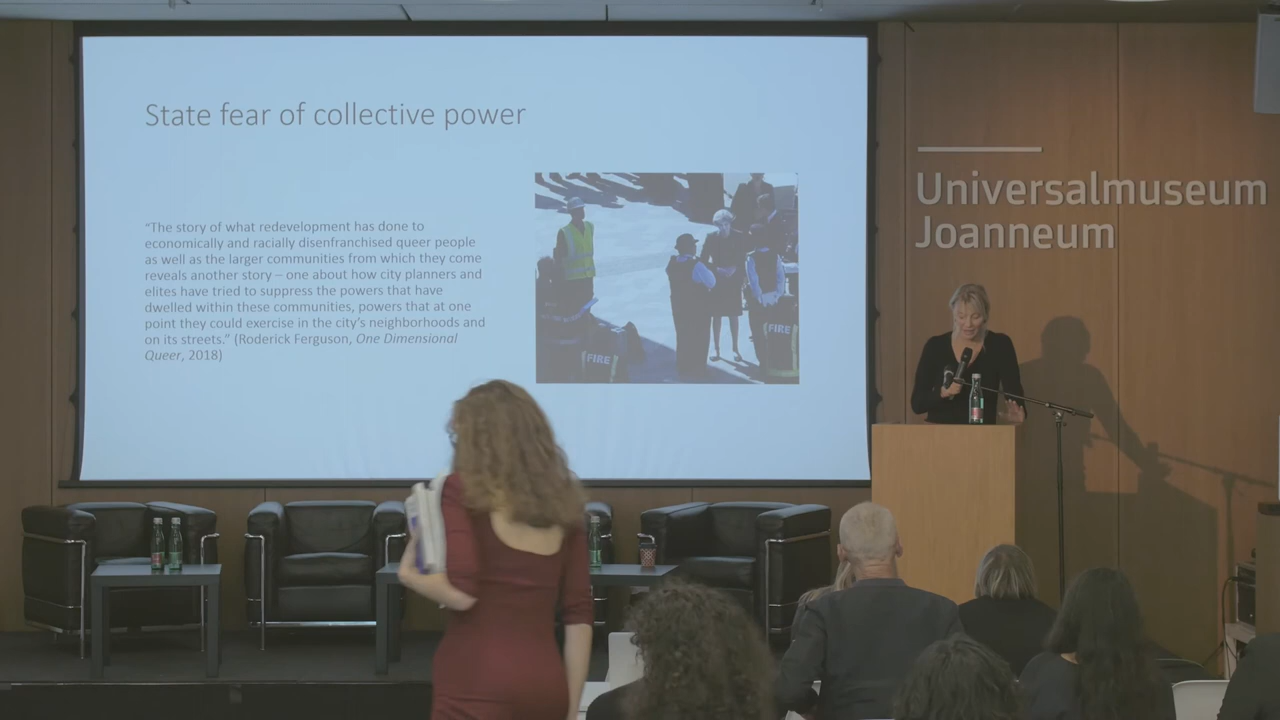 State fear of collective power
“The story of what redevelopment has done to
economically and racially disenfranchised queer people
as well as the larger communities from which they come
reveals another story – one about how city planners and
elites have tried to suppress the powers that have
dwelled within these communities, powers that at one
point they could exercise in the city’s neighborhoods and
on its streets.” (Roderick Ferguson, One Dimensional
Queer, 2018)
FIRE
FIRE
Universalmuseum
Joanneum